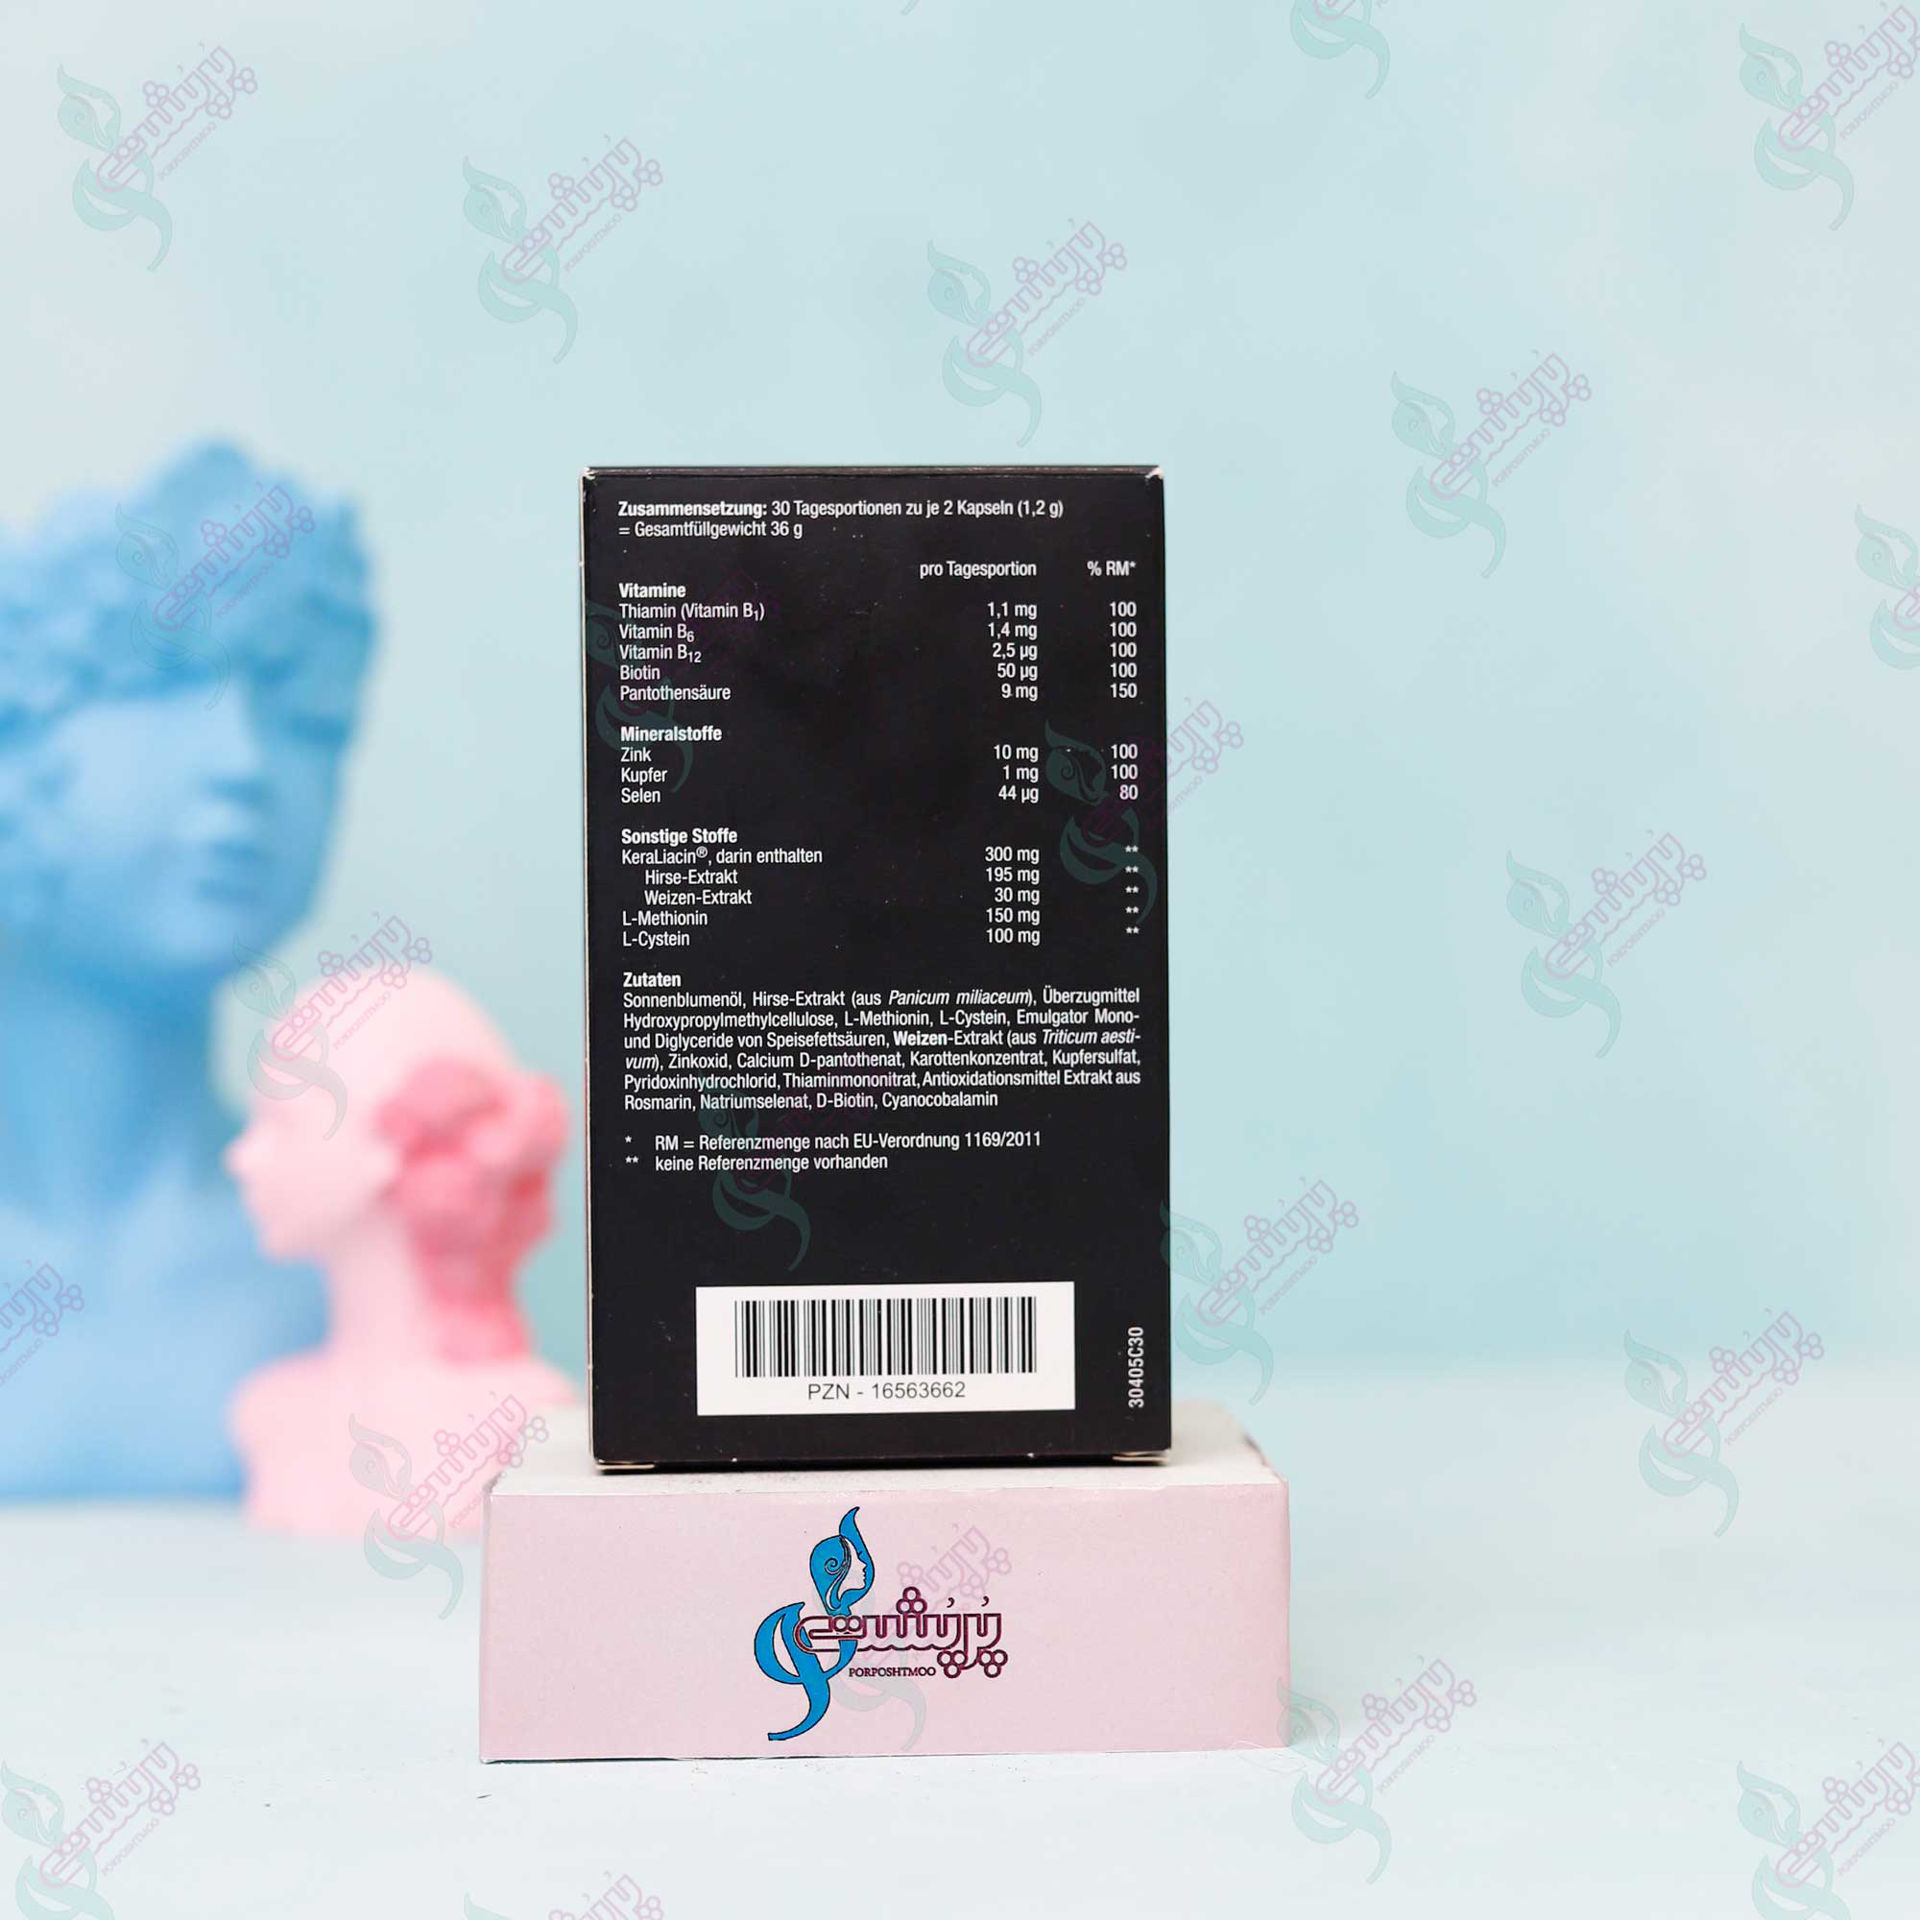 Zusammensetzung: 30 Tagesportionen zu je 2 Kapseln (1,2 g)
= Gesamtfüllgewicht 36 g
pro Tagesportion % RM*
Vitamine
Thiamin (Vitamin B₁) 1,1 mg 100
Vitamin B₆ 1,4 mg 100
Vitamin B₁₂ 2,5 µg 100
Biotin 50 µg 100
Pantothensäure 9 mg 150
Mineralstoffe
Zink 10 mg 100
Kupfer 1 mg 100
Selen 44 µg 80
Sonstige Stoffe
KeraLiacin®, darin enthalten 300 mg **
Hirse-Extrakt 195 mg **
Weizen-Extrakt 30 mg **
L-Methionin 150 mg **
L-Cystein 100 mg **
Zutaten
Sonnenblumenöl, Hirse-Extrakt (aus Panicum miliaceum), Überzugmittel
Hydroxypropylmethylcellulose, L-Methionin, L-Cystein, Emulgator Mono-
und Diglyceride von Speisefettsäuren, Weizen-Extrakt (aus Triticum aesti-
vum), Zinkoxid, Calcium D-pantothenat, Karottenkonzentrat, Kupfersulfat,
Pyridoxinhydrochlorid, Thiaminmononitrat, Antioxidationsmittel Extrakt aus
Rosmarin, Natriumselenat, D-Biotin, Cyanocobalamin
* RM = Referenzmenge nach EU-Verordnung 1169/2011
** keine Referenzmenge vorhanden
PZN - 16563662
30405C30
پُرپُشت
PORPOSHTMOO